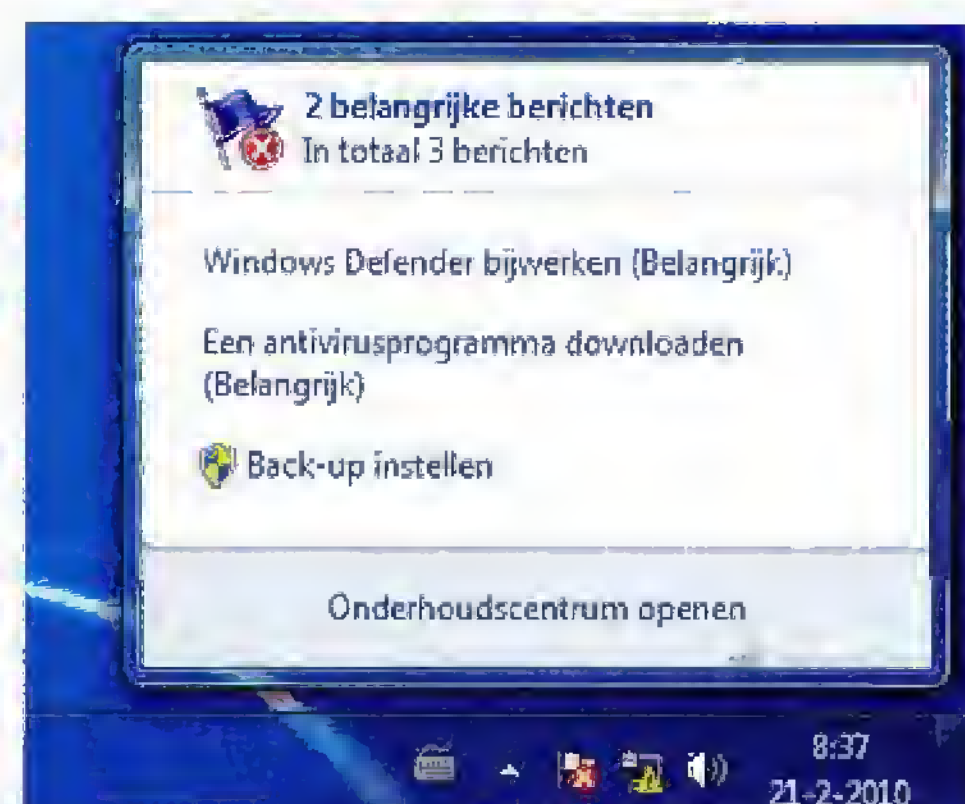 2 belangrijke berichten
In totaal 3 berichten
Windows Defender bijwerken (Belangrijk)
Een antivirusprogramma downloaden
(Belangrijk)
Back-up instellen
Onderhoudscentrum openen
8:37
21-2-2010